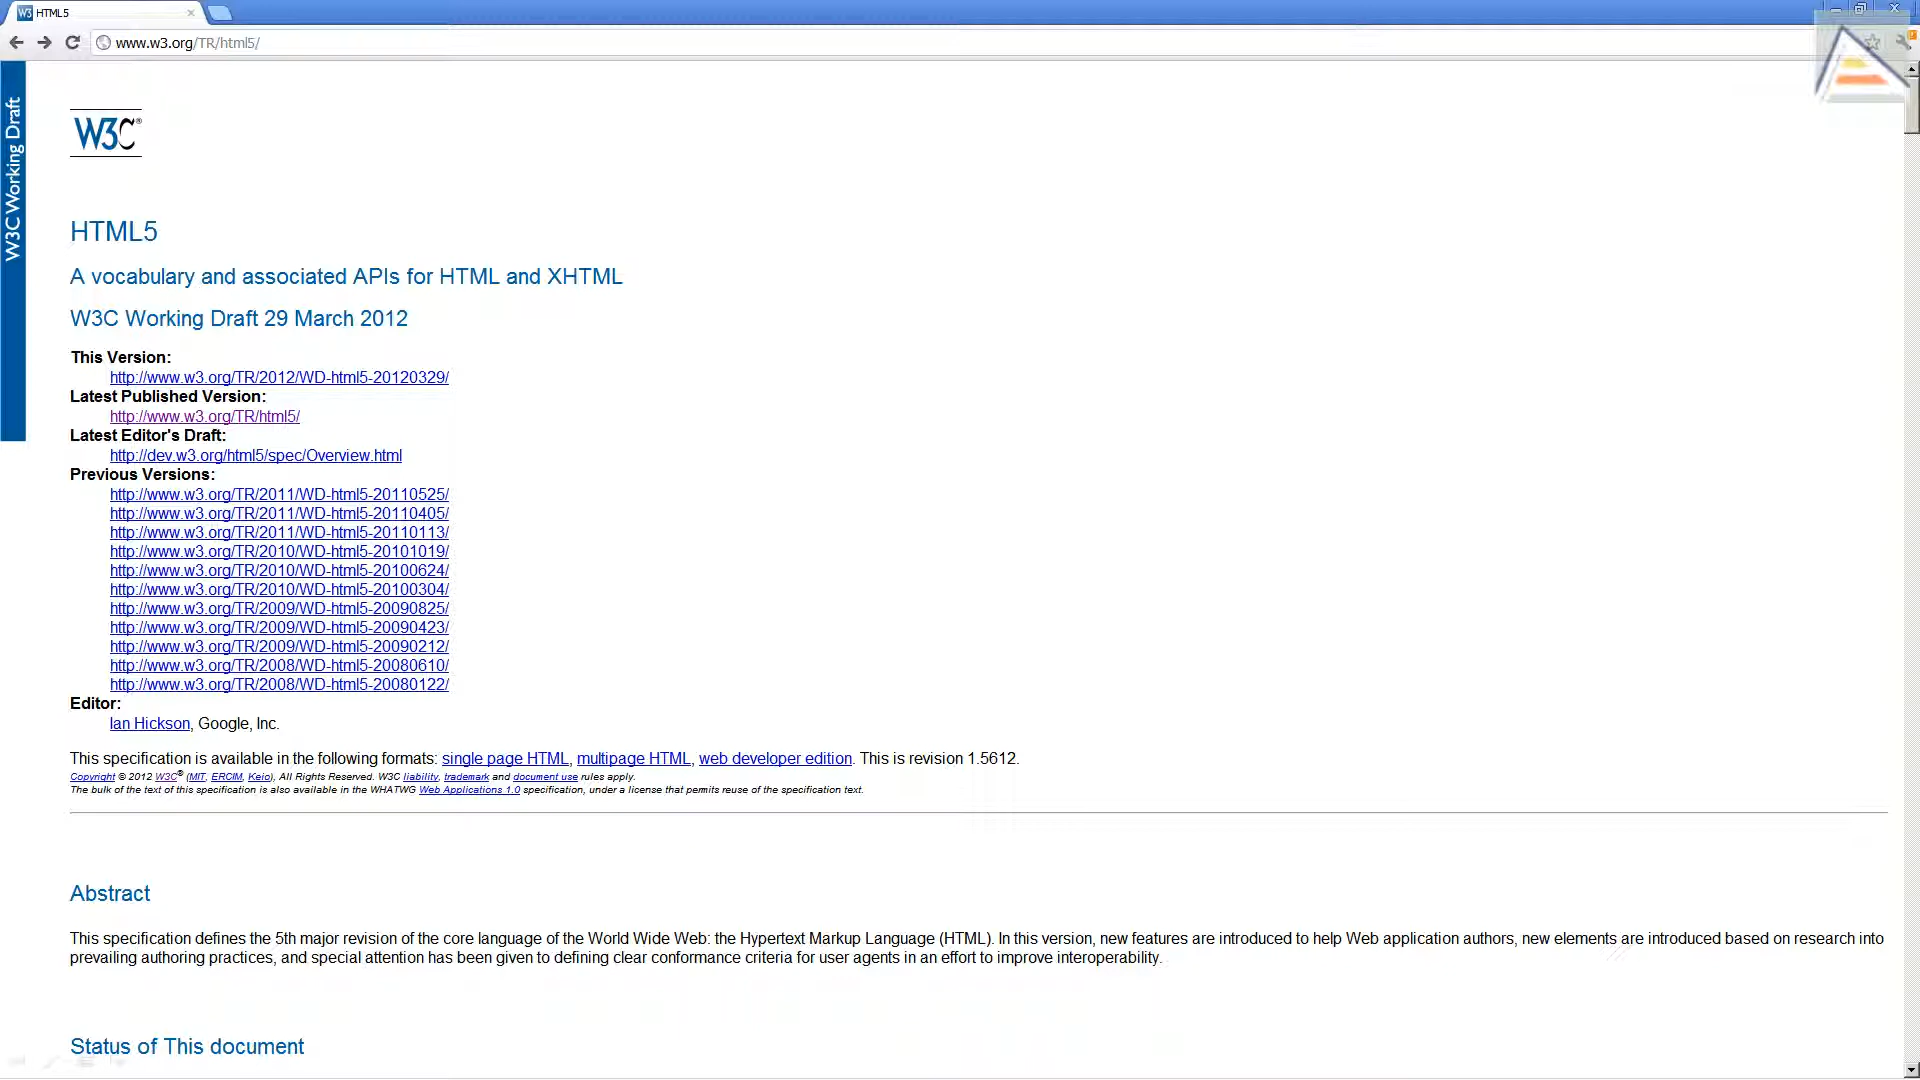 HTML5
www.w3.org/TR/html5/
W3C Working Draft
W3C®
HTML5
A vocabulary and associated APIs for HTML and XHTML
W3C Working Draft 29 March 2012
This Version:
http://www.w3.org/TR/2012/WD-html5-20120329/
Latest Published Version:
http://www.w3.org/TR/html5/
Latest Editor's Draft:
http://dev.w3.org/html5/spec/Overview.html
Previous Versions:
http://www.w3.org/TR/2011/WD-html5-20110525/
http://www.w3.org/TR/2011/WD-html5-20110405/
http://www.w3.org/TR/2011/WD-html5-20110113/
http://www.w3.org/TR/2010/WD-html5-20101019/
http://www.w3.org/TR/2010/WD-html5-20100624/
http://www.w3.org/TR/2010/WD-html5-20100304/
http://www.w3.org/TR/2009/WD-html5-20090825/
http://www.w3.org/TR/2009/WD-html5-20090423/
http://www.w3.org/TR/2009/WD-html5-20090212/
http://www.w3.org/TR/2008/WD-html5-20080610/
http://www.w3.org/TR/2008/WD-html5-20080122/
Editor:
Ian Hickson, Google, Inc.
This specification is available in the following formats: single page HTML, multipage HTML, web developer edition. This is revision 1.5612.
Copyright © 2012 W3C® (MIT, ERCIM, Keio), All Rights Reserved. W3C liability, trademark and document use rules apply.
The bulk of the text of this specification is also available in the WHATWG Web Applications 1.0 specification, under a license that permits reuse of the specification text.
Abstract
This specification defines the 5th major revision of the core language of the World Wide Web: the Hypertext Markup Language (HTML). In this version, new features are introduced to help Web application authors, new elements are introduced based on research into
prevailing authoring practices, and special attention has been given to defining clear conformance criteria for user agents in an effort to improve interoperability.
Status of This document